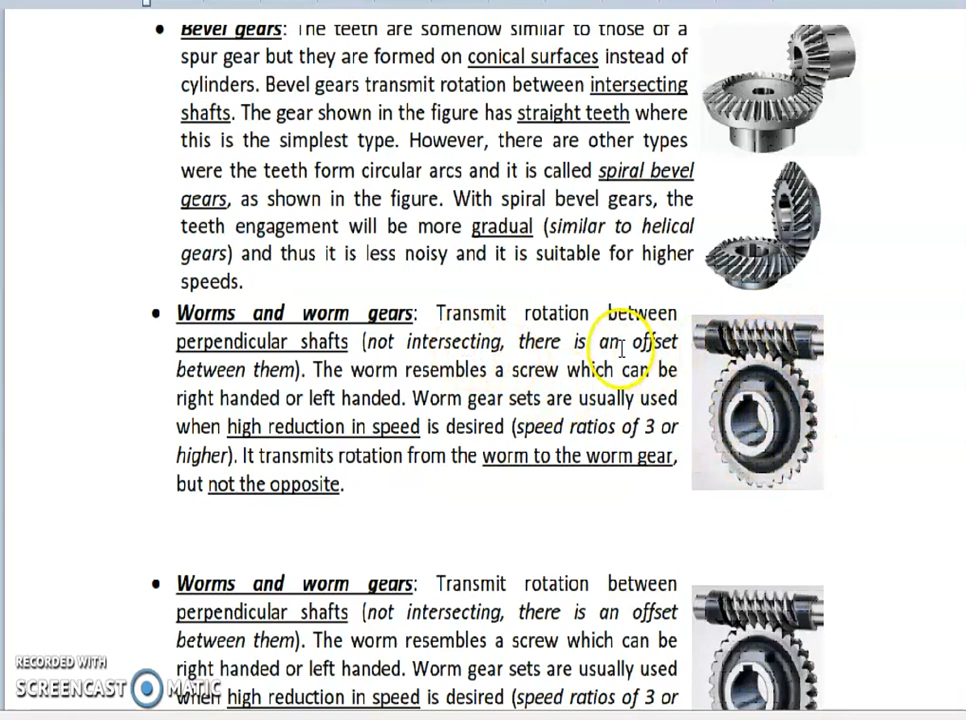 • Bevel gears: The teeth are somehow similar to those of a
spur gear but they are formed on conical surfaces instead of
cylinders. Bevel gears transmit rotation between intersecting
shafts. The gear shown in the figure has straight teeth where
this is the simplest type. However, there are other types
were the teeth form circular arcs and it is called spiral bevel
gears, as shown in the figure. With spiral bevel gears, the
teeth engagement will be more gradual (similar to helical
gears) and thus it is less noisy and it is suitable for higher
speeds.
• Worms and worm gears: Transmit rotation between
perpendicular shafts (not intersecting, there is an offset
between them). The worm resembles a screw which can be
right handed or left handed. Worm gear sets are usually used
when high reduction in speed is desired (speed ratios of 3 or
higher). It transmits rotation from the worm to the worm gear,
but not the opposite.
• Worms and worm gears: Transmit rotation between
perpendicular shafts (not intersecting, there is an offset
between them). The worm resembles a screw which can be
right handed or left handed. Worm gear sets are usually used
when high reduction in speed is desired (speed ratios of 3 or
RECORDED WITH
SCREENCAST MATIC